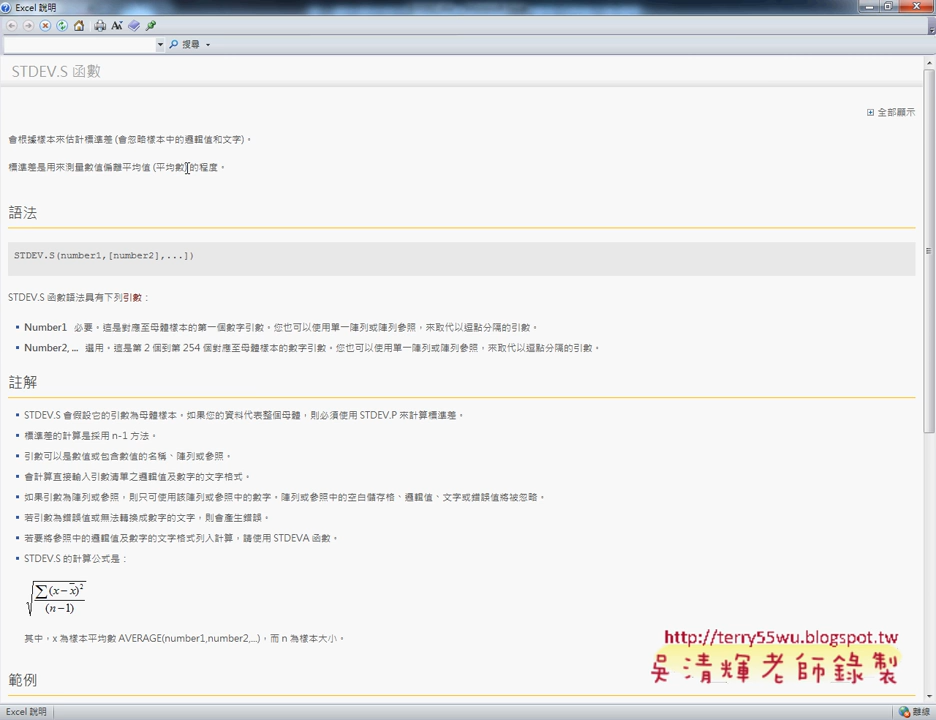 Excel 說明
搜尋
STDEV.S 函數
全部顯示
會根據樣本來估計標準差 (會忽略樣本中的邏輯值和文字)。
標準差是用來測量數值偏離平均值 (平均數) 的程度。
語法
STDEV.S(number1,[number2],...])
STDEV.S 函數語法具有下列引數：
Number1 必要。這是對應至母體樣本的第一個數字引數。您也可以使用單一陣列或陣列參照，來取代以逗點分隔的引數。
Number2, ... 選用。這是第 2 個到第 254 個對應至母體樣本的數字引數。您也可以使用單一陣列或陣列參照，來取代以逗點分隔的引數。
註解
STDEV.S 會假設它的引數為母體樣本。如果您的資料代表整個母體，則必須使用 STDEV.P 來計算標準差。
標準差的計算是採用 n-1 方法。
引數可以是數值或包含數值的名稱、陣列或參照。
會計算直接輸入引數清單之邏輯值及數字的文字格式。
如果引數為陣列或參照，則只可使用該陣列或參照中的數字。陣列或參照中的空白儲存格、邏輯值、文字或錯誤值將被忽略。
若引數為錯誤值或無法轉換成數字的文字，則會產生錯誤。
若要將參照中的邏輯值及數字的文字格式列入計算，請使用 STDEVA 函數。
STDEV.S 的計算公式是：
√(∑(x−x̄)²
(n−1))
其中，x 為樣本平均數 AVERAGE(number1,number2,...)，而 n 為樣本大小。
http://terry55wu.blogspot.tw
吳清輝老師錄製
範例
Excel 說明
離線